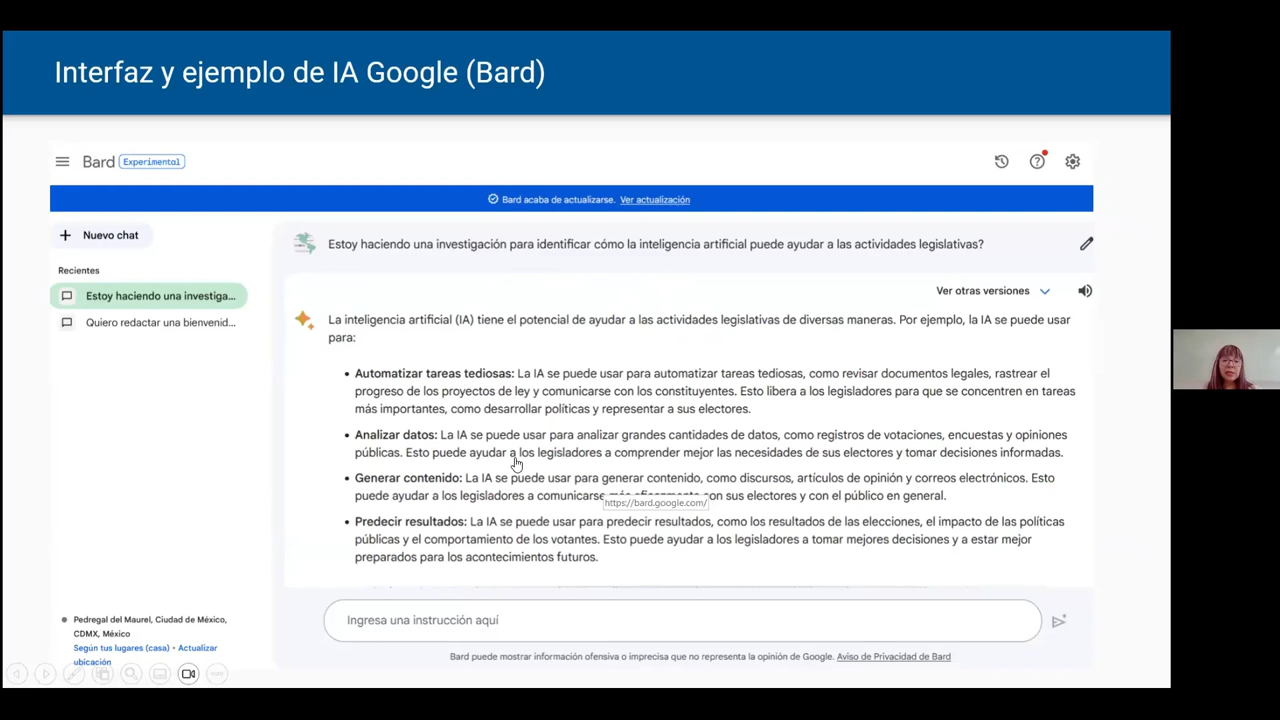 Interfaz y ejemplo de IA Google (Bard)
Bard Experimental
Bard acaba de actualizarse. Ver actualización
Nuevo chat
Recientes
Estoy haciendo una investiga...
Quiero redactar una bienvenid...
Pedregal del Maurel, Ciudad de México,
CDMX, México
Según tus lugares (casa) • Actualizar
ubicación
Estoy haciendo una investigación para identificar cómo la inteligencia artificial puede ayudar a las actividades legislativas?
Ver otras versiones
La inteligencia artificial (IA) tiene el potencial de ayudar a las actividades legislativas de diversas maneras. Por ejemplo, la IA se puede usar
para:
• Automatizar tareas tediosas: La IA se puede usar para automatizar tareas tediosas, como revisar documentos legales, rastrear el
progreso de los proyectos de ley y comunicarse con los constituyentes. Esto libera a los legisladores para que se concentren en tareas
más importantes, como desarrollar políticas y representar a sus electores.
• Analizar datos: La IA se puede usar para analizar grandes cantidades de datos, como registros de votaciones, encuestas y opiniones
públicas. Esto puede ayudar a los legisladores a comprender mejor las necesidades de sus electores y tomar decisiones informadas.
• Generar contenido: La IA se puede usar para generar contenido, como discursos, artículos de opinión y correos electrónicos. Esto
puede ayudar a los legisladores a comunicarse más eficazmente con sus electores y con el público en general.
https://bard.google.com/
• Predecir resultados: La IA se puede usar para predecir resultados, como los resultados de las elecciones, el impacto de las políticas
públicas y el comportamiento de los votantes. Esto puede ayudar a los legisladores a tomar mejores decisiones y a estar mejor
preparados para los acontecimientos futuros.
Ingresa una instrucción aquí
Bard puede mostrar información ofensiva o imprecisa que no representa la opinión de Google. Aviso de Privacidad de Bard